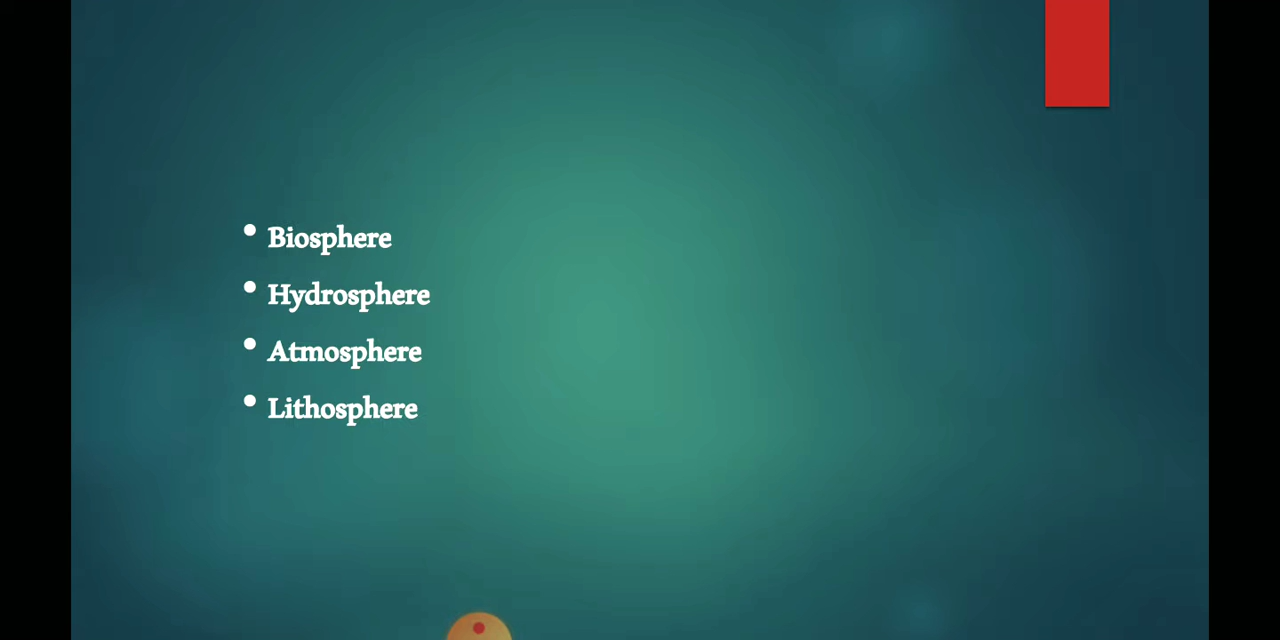 • Biosphere
• Hydrosphere
• Atmosphere
• Lithosphere